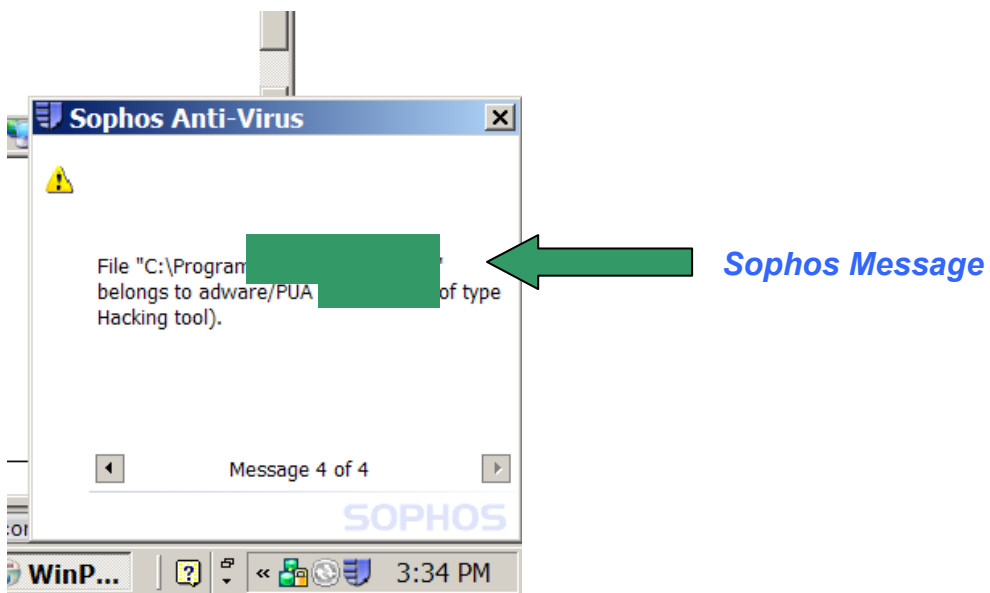 Sophos Anti-Virus
File "C:\Program "
belongs to adware/PUA of type
Hacking tool).
Sophos Message
Message 4 of 4
SOPHOS
WinP... « 3:34 PM